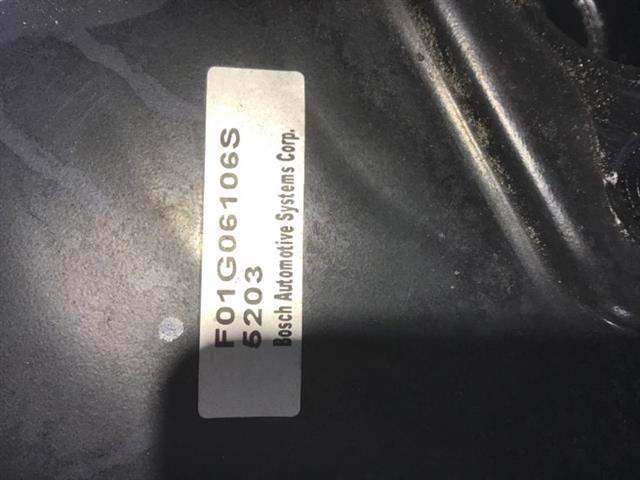 F01G06106S
5203
Bosch Automotive Systems Corp.